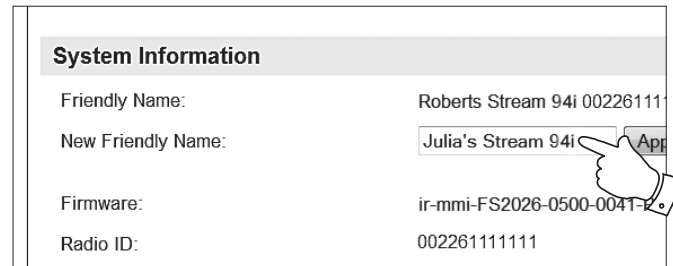 System Information
Friendly Name: Roberts Stream 94i 00226111
New Friendly Name: Julia's Stream 94i App
Firmware: ir-mmi-FS2026-0500-0041-
Radio ID: 002261111111